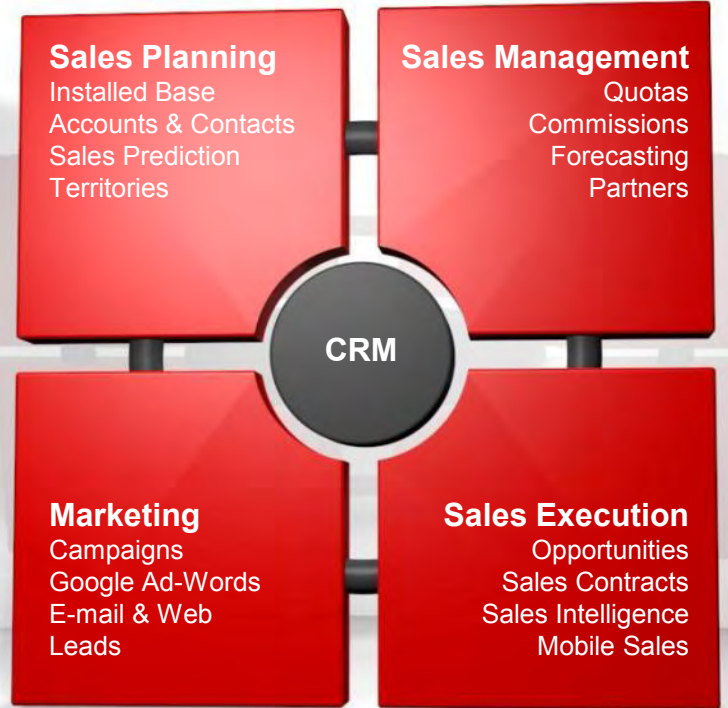 Sales Planning
Installed Base
Accounts & Contacts
Sales Prediction
Territories
Sales Management
Quotas
Commissions
Forecasting
Partners
CRM
Marketing
Campaigns
Google Ad-Words
E-mail & Web
Leads
Sales Execution
Opportunities
Sales Contracts
Sales Intelligence
Mobile Sales